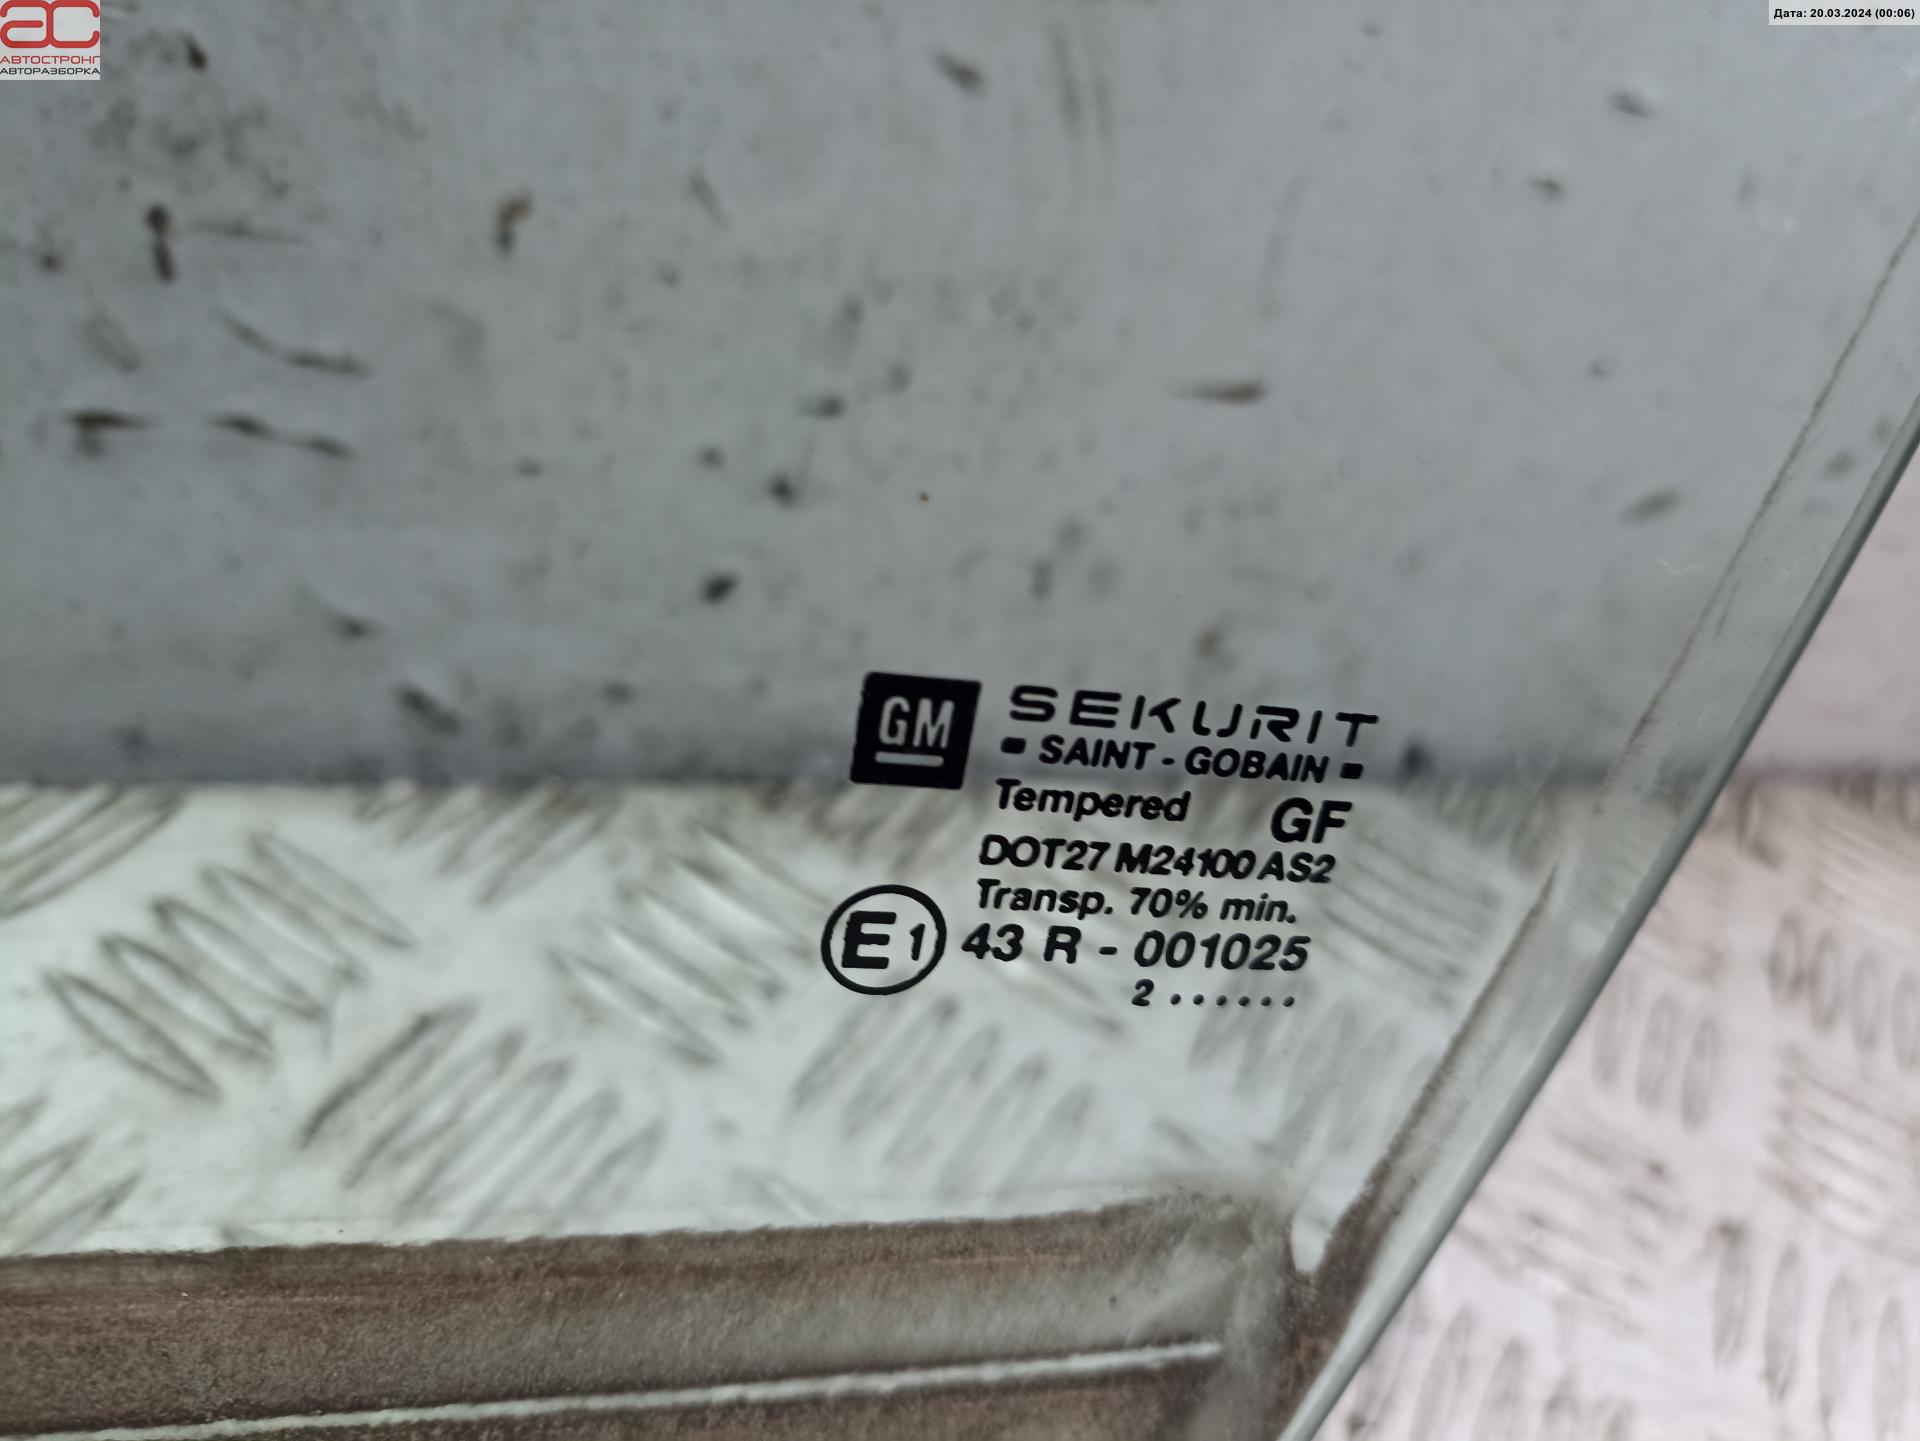 АВТОСТРОНГ
АВТОРАЗБОРКА
Дата: 20.03.2024 (00:06)
GM
SEKURIT
SAINT - GOBAIN
Tempered GF
DOT27 M24100 AS2
Transp. 70% min.
E1 43 R - 001025
2 ......